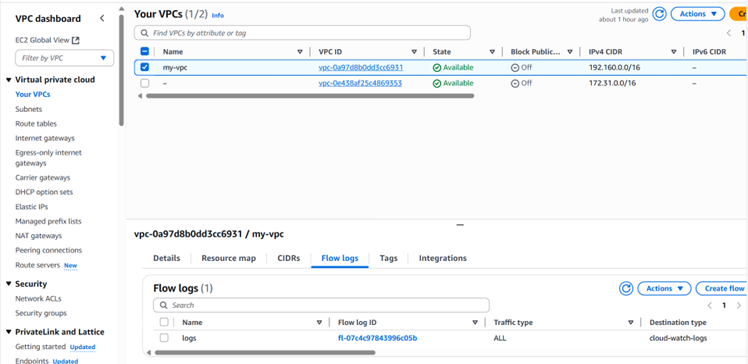 VPC dashboard
EC2 Global View
Filter by VPC
Virtual private cloud
Your VPCs
Subnets
Route tables
Internet gateways
Egress-only internet
gateways
Carrier gateways
DHCP option sets
Elastic IPs
Managed prefix lists
NAT gateways
Peering connections
Route servers New
Security
Network ACLs
Security groups
PrivateLink and Lattice
Getting started Updated
Endpoints Updated
Your VPCs (1/2) Info
Last updated
about 1 hour ago
Actions
Find VPCs by attribute or tag
1
Name VPC ID State Block Public... IPv4 CIDR IPv6 CIDR
my-vpc vpc-0a97d8b0dd3cc6931 Available Off 192.160.0.0/16 –
– vpc-0e438af25c4869353 Available Off 172.31.0.0/16 –
vpc-0a97d8b0dd3cc6931 / my-vpc
Details Resource map CIDRs Flow logs Tags Integrations
Flow logs (1)
Actions Create flow
Search
1
Name Flow log ID Traffic type Destination type
logs fl-07c4c97843996c05b ALL cloud-watch-logs